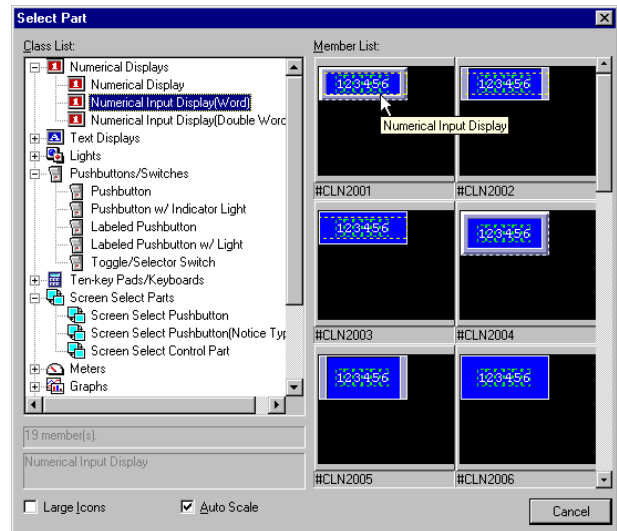 Select Part
Class List:
Member List:
Numerical Displays
Numerical Display
Numerical Input Display(Word)
Numerical Input Display(Double Word
Text Displays
Lights
Pushbuttons/Switches
Pushbutton
Pushbutton w/ Indicator Light
Labeled Pushbutton
Labeled Pushbutton w/ Light
Toggle/Selector Switch
Ten-key Pads/Keyboards
Screen Select Parts
Screen Select Pushbutton
Screen Select Pushbutton(Notice Typ
Screen Select Control Part
Meters
Graphs
19 member(s).
Numerical Input Display
Large Icons
Auto Scale
123456
123456
Numerical Input Display
#CLN2001
#CLN2002
123456
123456
#CLN2003
#CLN2004
123456
123456
#CLN2005
#CLN2006
Cancel